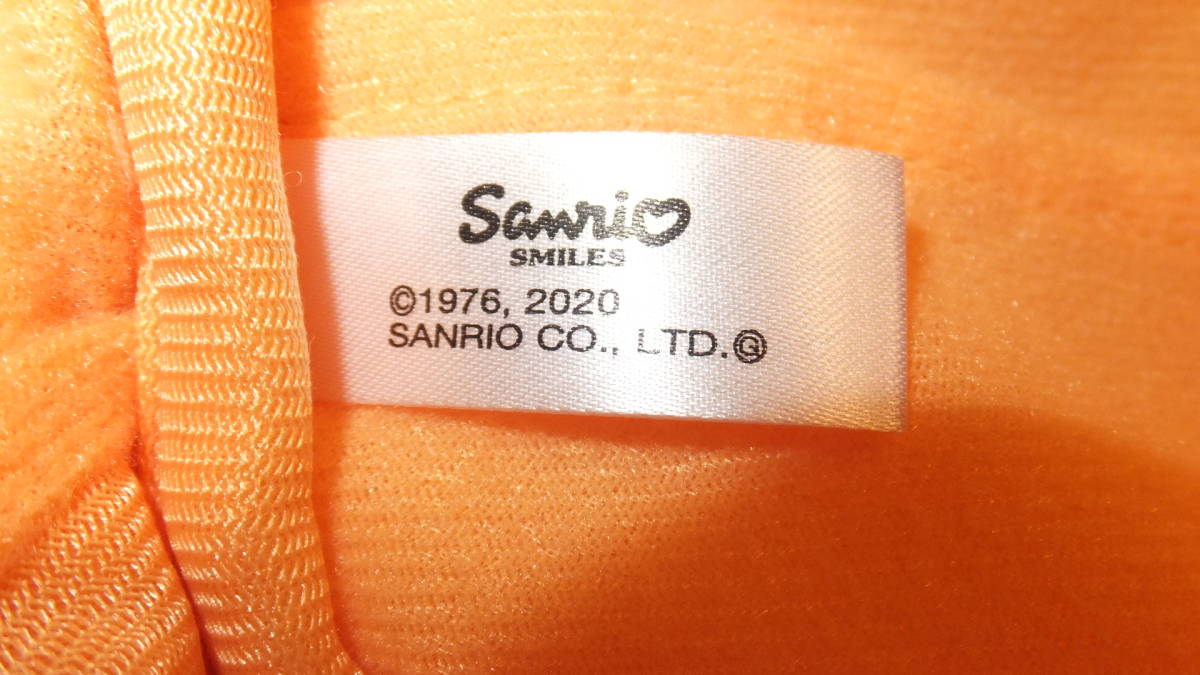 Sanrio
SMILES
©1976, 2020
SANRIO CO., LTD.Ⓖ